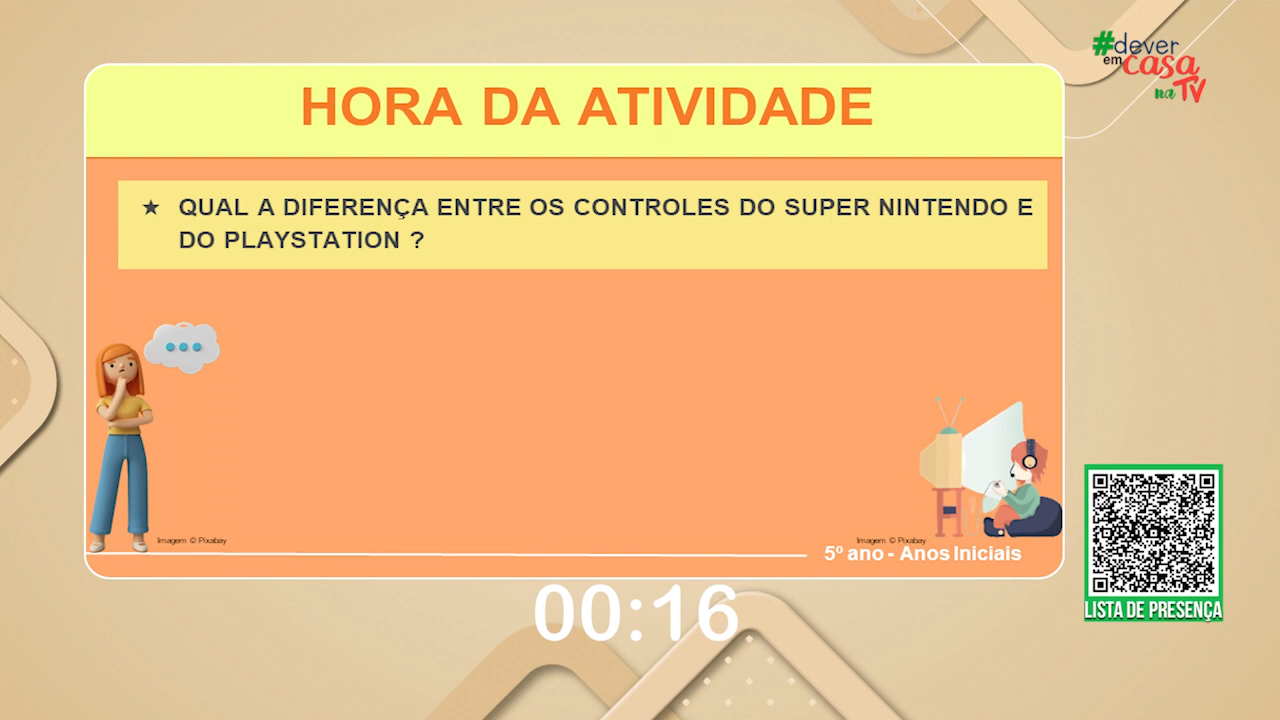 #dever
em casa
na TV
HORA DA ATIVIDADE
★ QUAL A DIFERENÇA ENTRE OS CONTROLES DO SUPER NINTENDO E
DO PLAYSTATION ?
Imagem © Pixabay
Imagem © Pixabay
5º ano - Anos Iniciais
00:16
LISTA DE PRESENÇA